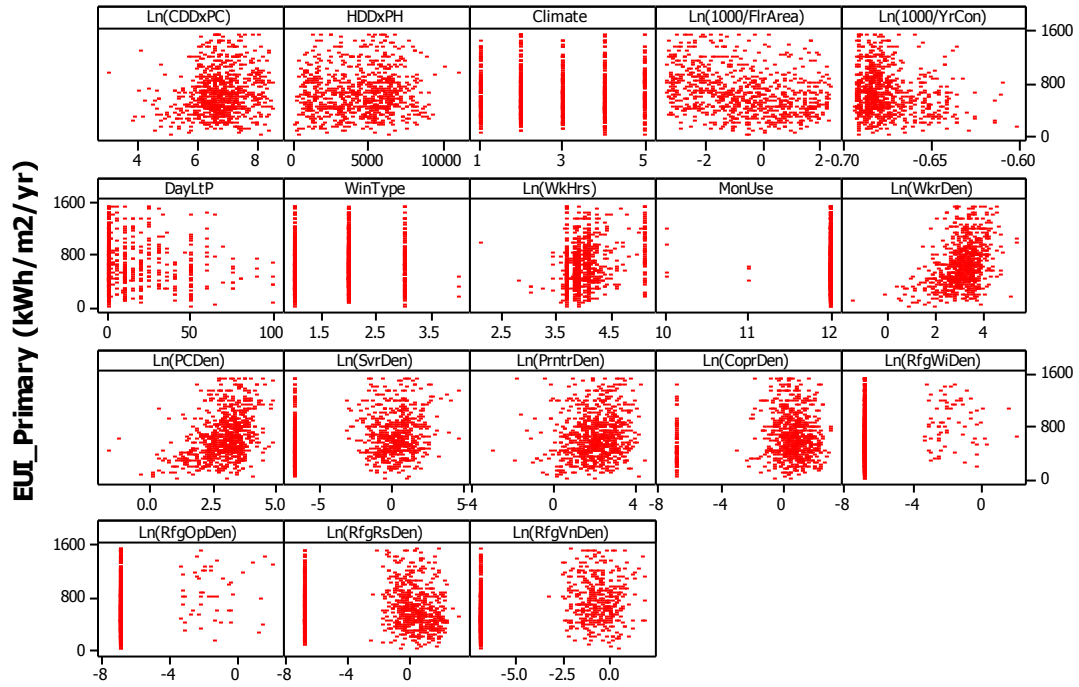 Ln(CDDxPC) HDDxPH Climate Ln(1000/FlrArea) Ln(1000/YrCon)
1600
800
0
4 6 8 0 5000 10000 1 3 5 -2 0 2 -0.70 -0.65 -0.60
DayLtP WinType Ln(WkHrs) MonUse Ln(WkrDen)
1600
800
0
0 50 100 1.5 2.5 3.5 2.5 3.5 4.5 10 11 12 0 2 4
Ln(PCDen) Ln(SvrDen) Ln(PrntrDen) Ln(CoprDen) Ln(RfgWiDen)
1600
800
0
0.0 2.5 5.0 -5 0 5 -4 0 4 -8 -4 0 -8 -4 0
Ln(RfgOpDen) Ln(RfgRsDen) Ln(RfgVnDen)
1600
800
0
-8 -4 0 -8 -4 0 -5.0 -2.5 0.0
EUI_Primary (kWh/m2/yr)